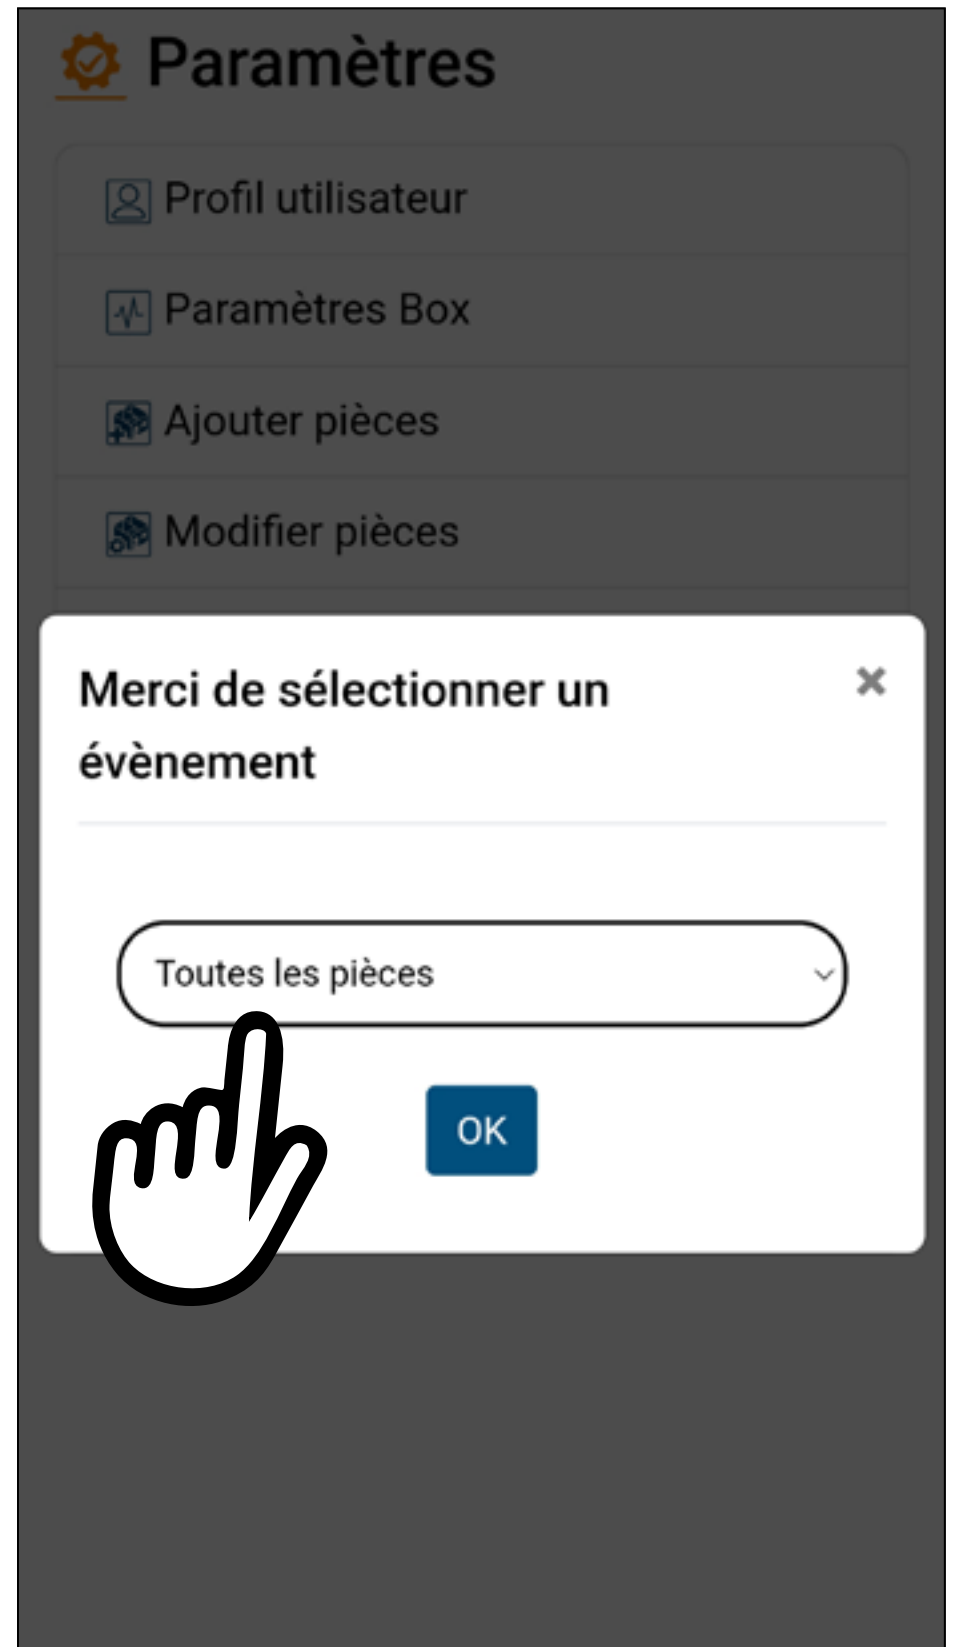 Paramètres
Profil utilisateur
Paramètres Box
Ajouter pièces
Modifier pièces
Merci de sélectionner un
évènement
Toutes les pièces
OK